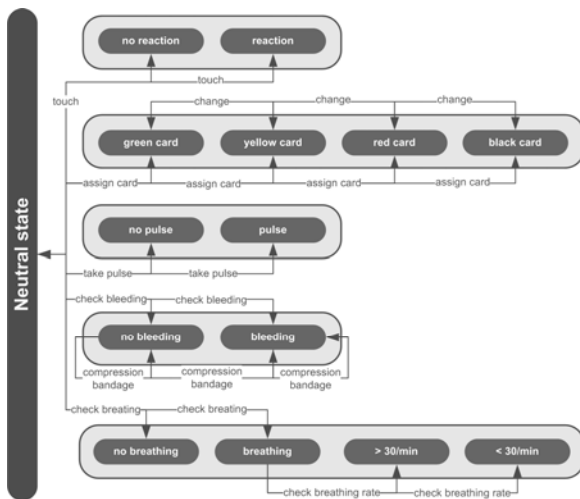 Neutral state
no reaction
reaction
touch
touch
change
change
change
green card
yellow card
red card
black card
assign card
assign card
assign card
assign card
no pulse
pulse
take pulse
take pulse
check bleeding
check bleeding
no bleeding
bleeding
compression
bandage
compression
bandage
compression
bandage
compression
bandage
check breating
check breating
no breathing
breathing
> 30/min
< 30/min
check breathing rate
check breathing rate